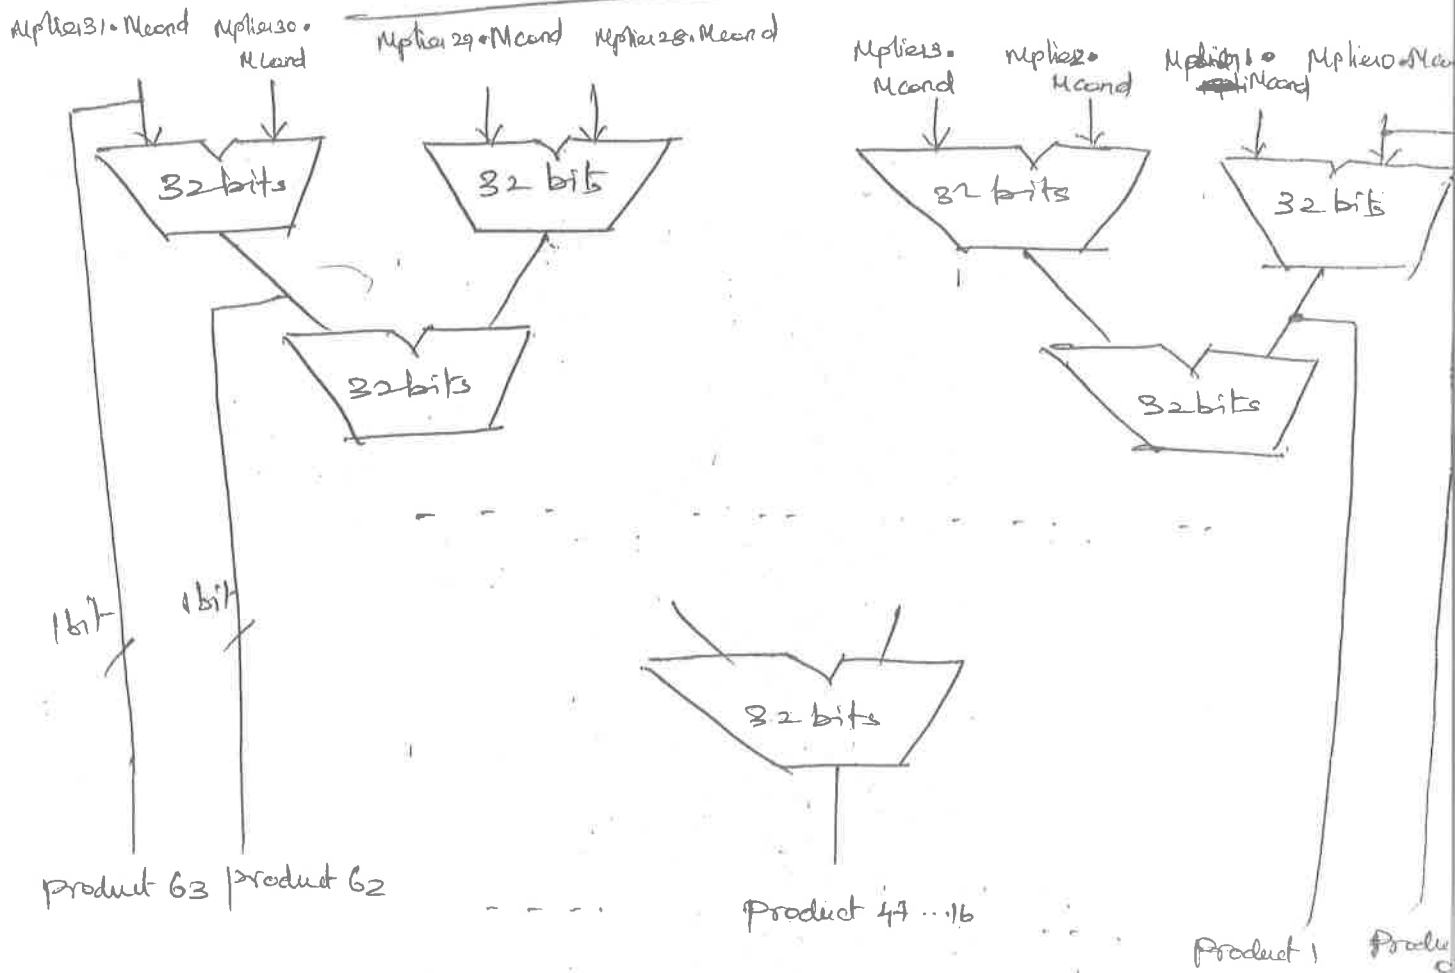 Mplier31.Mcand Mplier30.
Mcand
Mplier29.Mcand Mplier28.Mcand
Mplier3.
Mcand
Mplier2.
Mcand
Mcand
Mplier0.Mca
32 bits
32 bits
32 bits
32 bits
32 bits
32 bits
1 bit
1 bit
32 bits
product 63
product 62
product 47...16
product 1
Produ